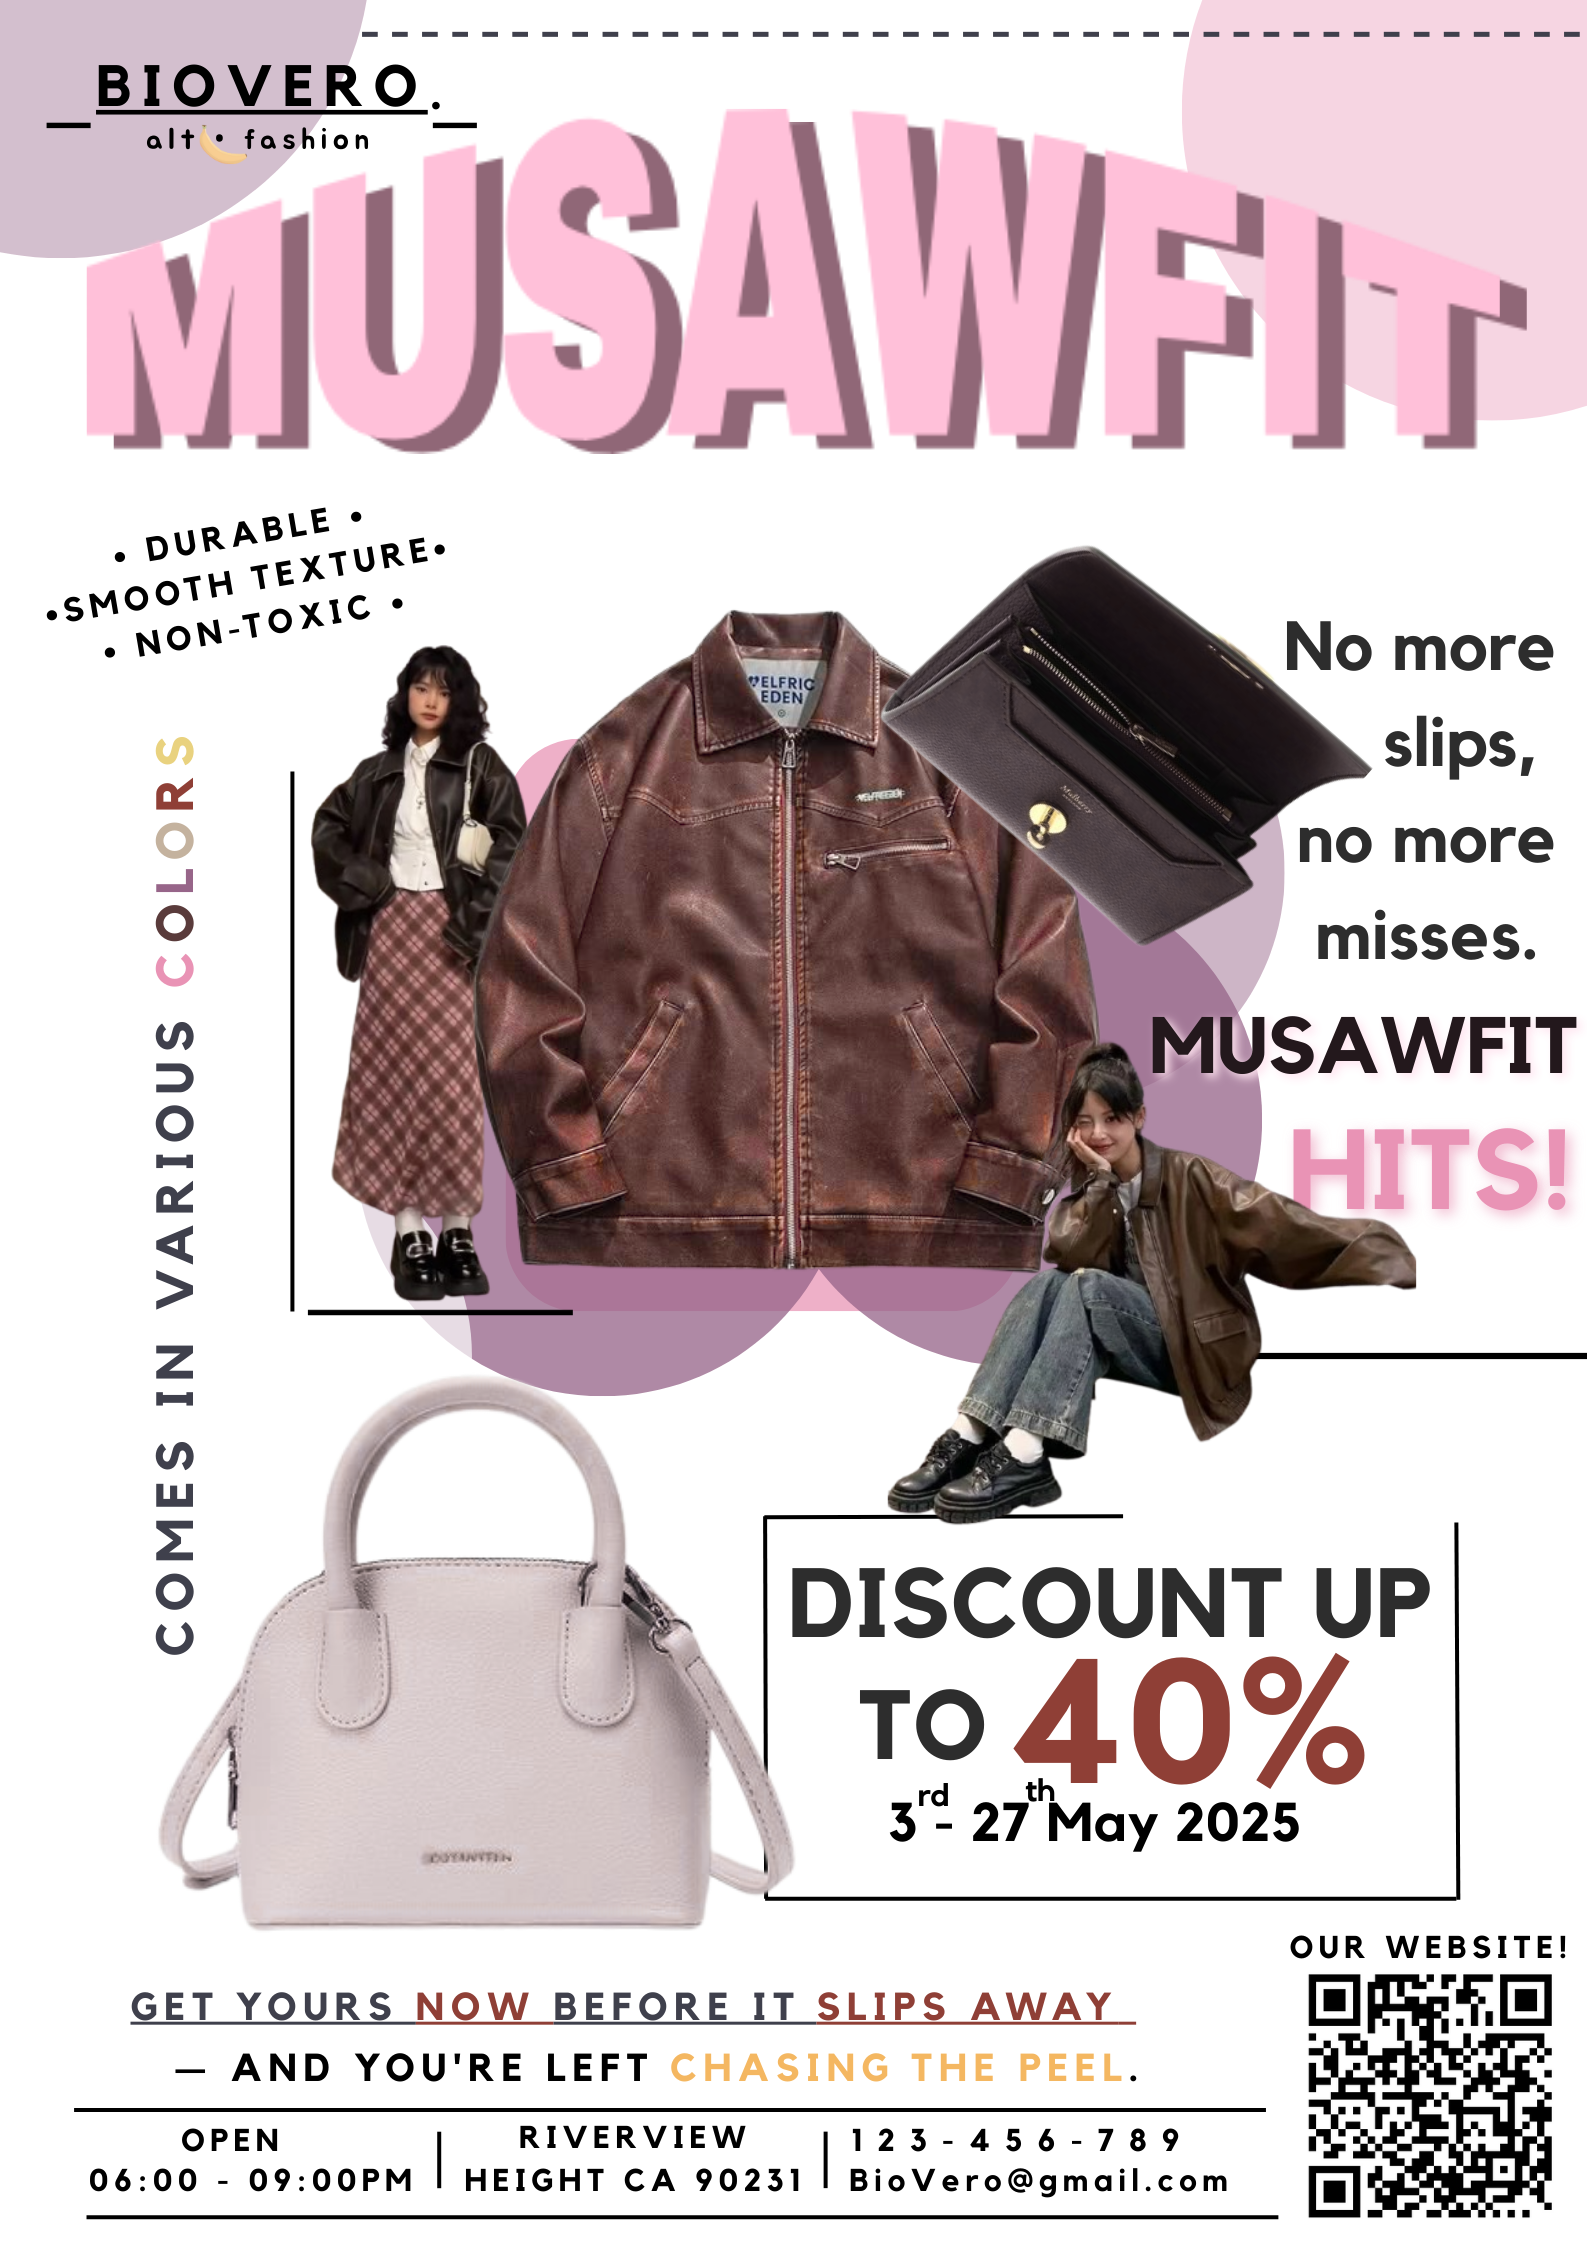 BIOVERO.
alt • fashion
MUSAWFIT
• DURABLE •
•SMOOTH TEXTURE•
• NON-TOXIC •
COMES IN VARIOUS COLORS
ELFRIC
EDEN
Mulberry
No more
slips,
no more
misses.
MUSAWFIT
HITS!
DISCOUNT UP
TO 40%
3rd - 27th May 2025
OUR WEBSITE!
GET YOURS NOW BEFORE IT SLIPS AWAY
— AND YOU'RE LEFT CHASING THE PEEL.
OPEN
06:00 - 09:00PM
RIVERVIEW
HEIGHT CA 90231
123-456-789
BioVero@gmail.com